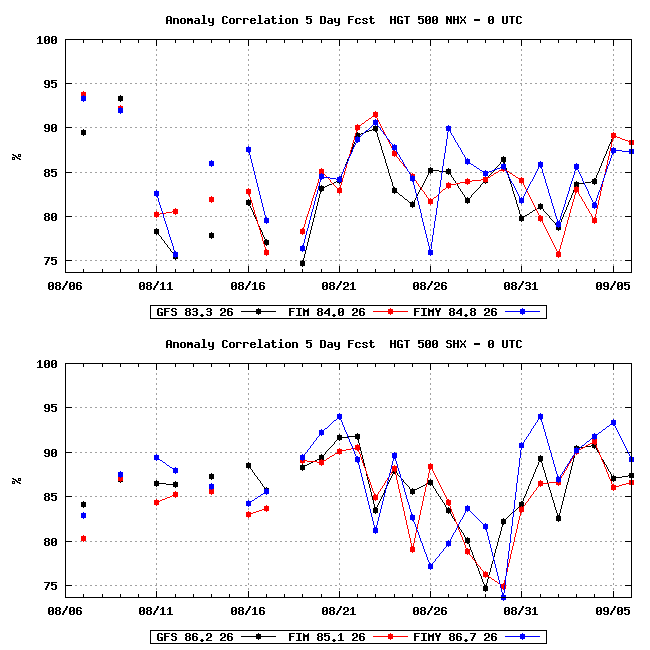 Anomaly Correlation 5 Day Fcst  HGT 500 NHX - 0 UTC
100
95
90
85
80
75
%
08/06 08/11 08/16 08/21 08/26 08/31 09/05
GFS 83.3 26 FIM 84.0 26 FIMY 84.8 26
Anomaly Correlation 5 Day Fcst  HGT 500 SHX - 0 UTC
100
95
90
85
80
75
%
08/06 08/11 08/16 08/21 08/26 08/31 09/05
GFS 86.2 26 FIM 85.1 26 FIMY 86.7 26